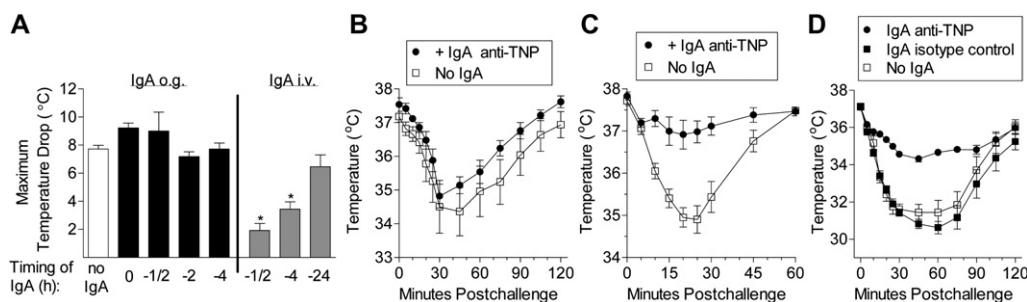 A
IgA o.g.
IgA i.v.
Maximum
Temperature Drop (°C)
14
12
10
8
6
4
2
*
*
Timing of
IgA (h):
no
IgA
0
-1/2
-2
-4
-1/2
-4
-24
B
+ IgA anti-TNP
No IgA
Temperature (°C)
38
37
36
35
34
33
0
30
60
90
120
Minutes Postchallenge
C
+ IgA anti-TNP
No IgA
Temperature (°C)
38
37
36
35
34
0
15
30
45
60
Minutes Postchallenge
D
IgA anti-TNP
IgA isotype control
No IgA
Temperature (°C)
38
36
34
32
30
0
30
60
90
120
Minutes Postchallenge